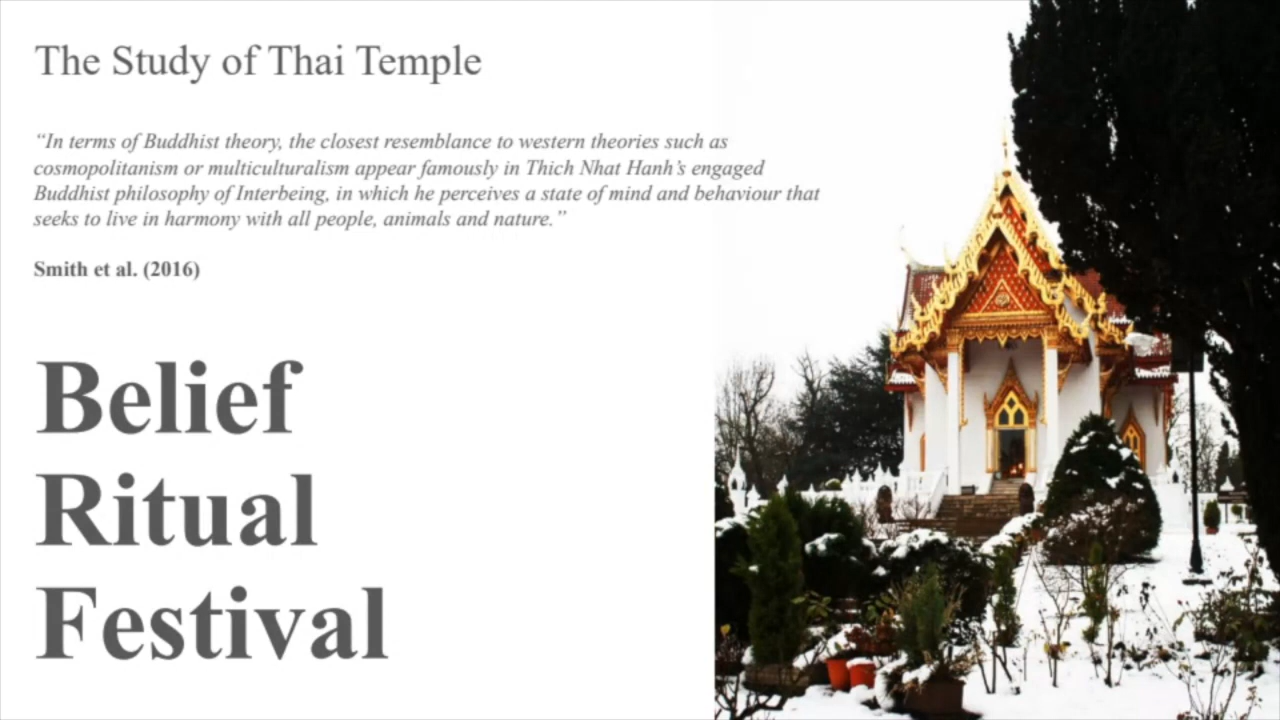 The Study of Thai Temple
“In terms of Buddhist theory, the closest resemblance to western theories such as
cosmopolitanism or multiculturalism appear famously in Thich Nhat Hanh’s engaged
Buddhist philosophy of Interbeing, in which he perceives a state of mind and behaviour that
seeks to live in harmony with all people, animals and nature.”
Smith et al. (2016)
Belief
Ritual
Festival